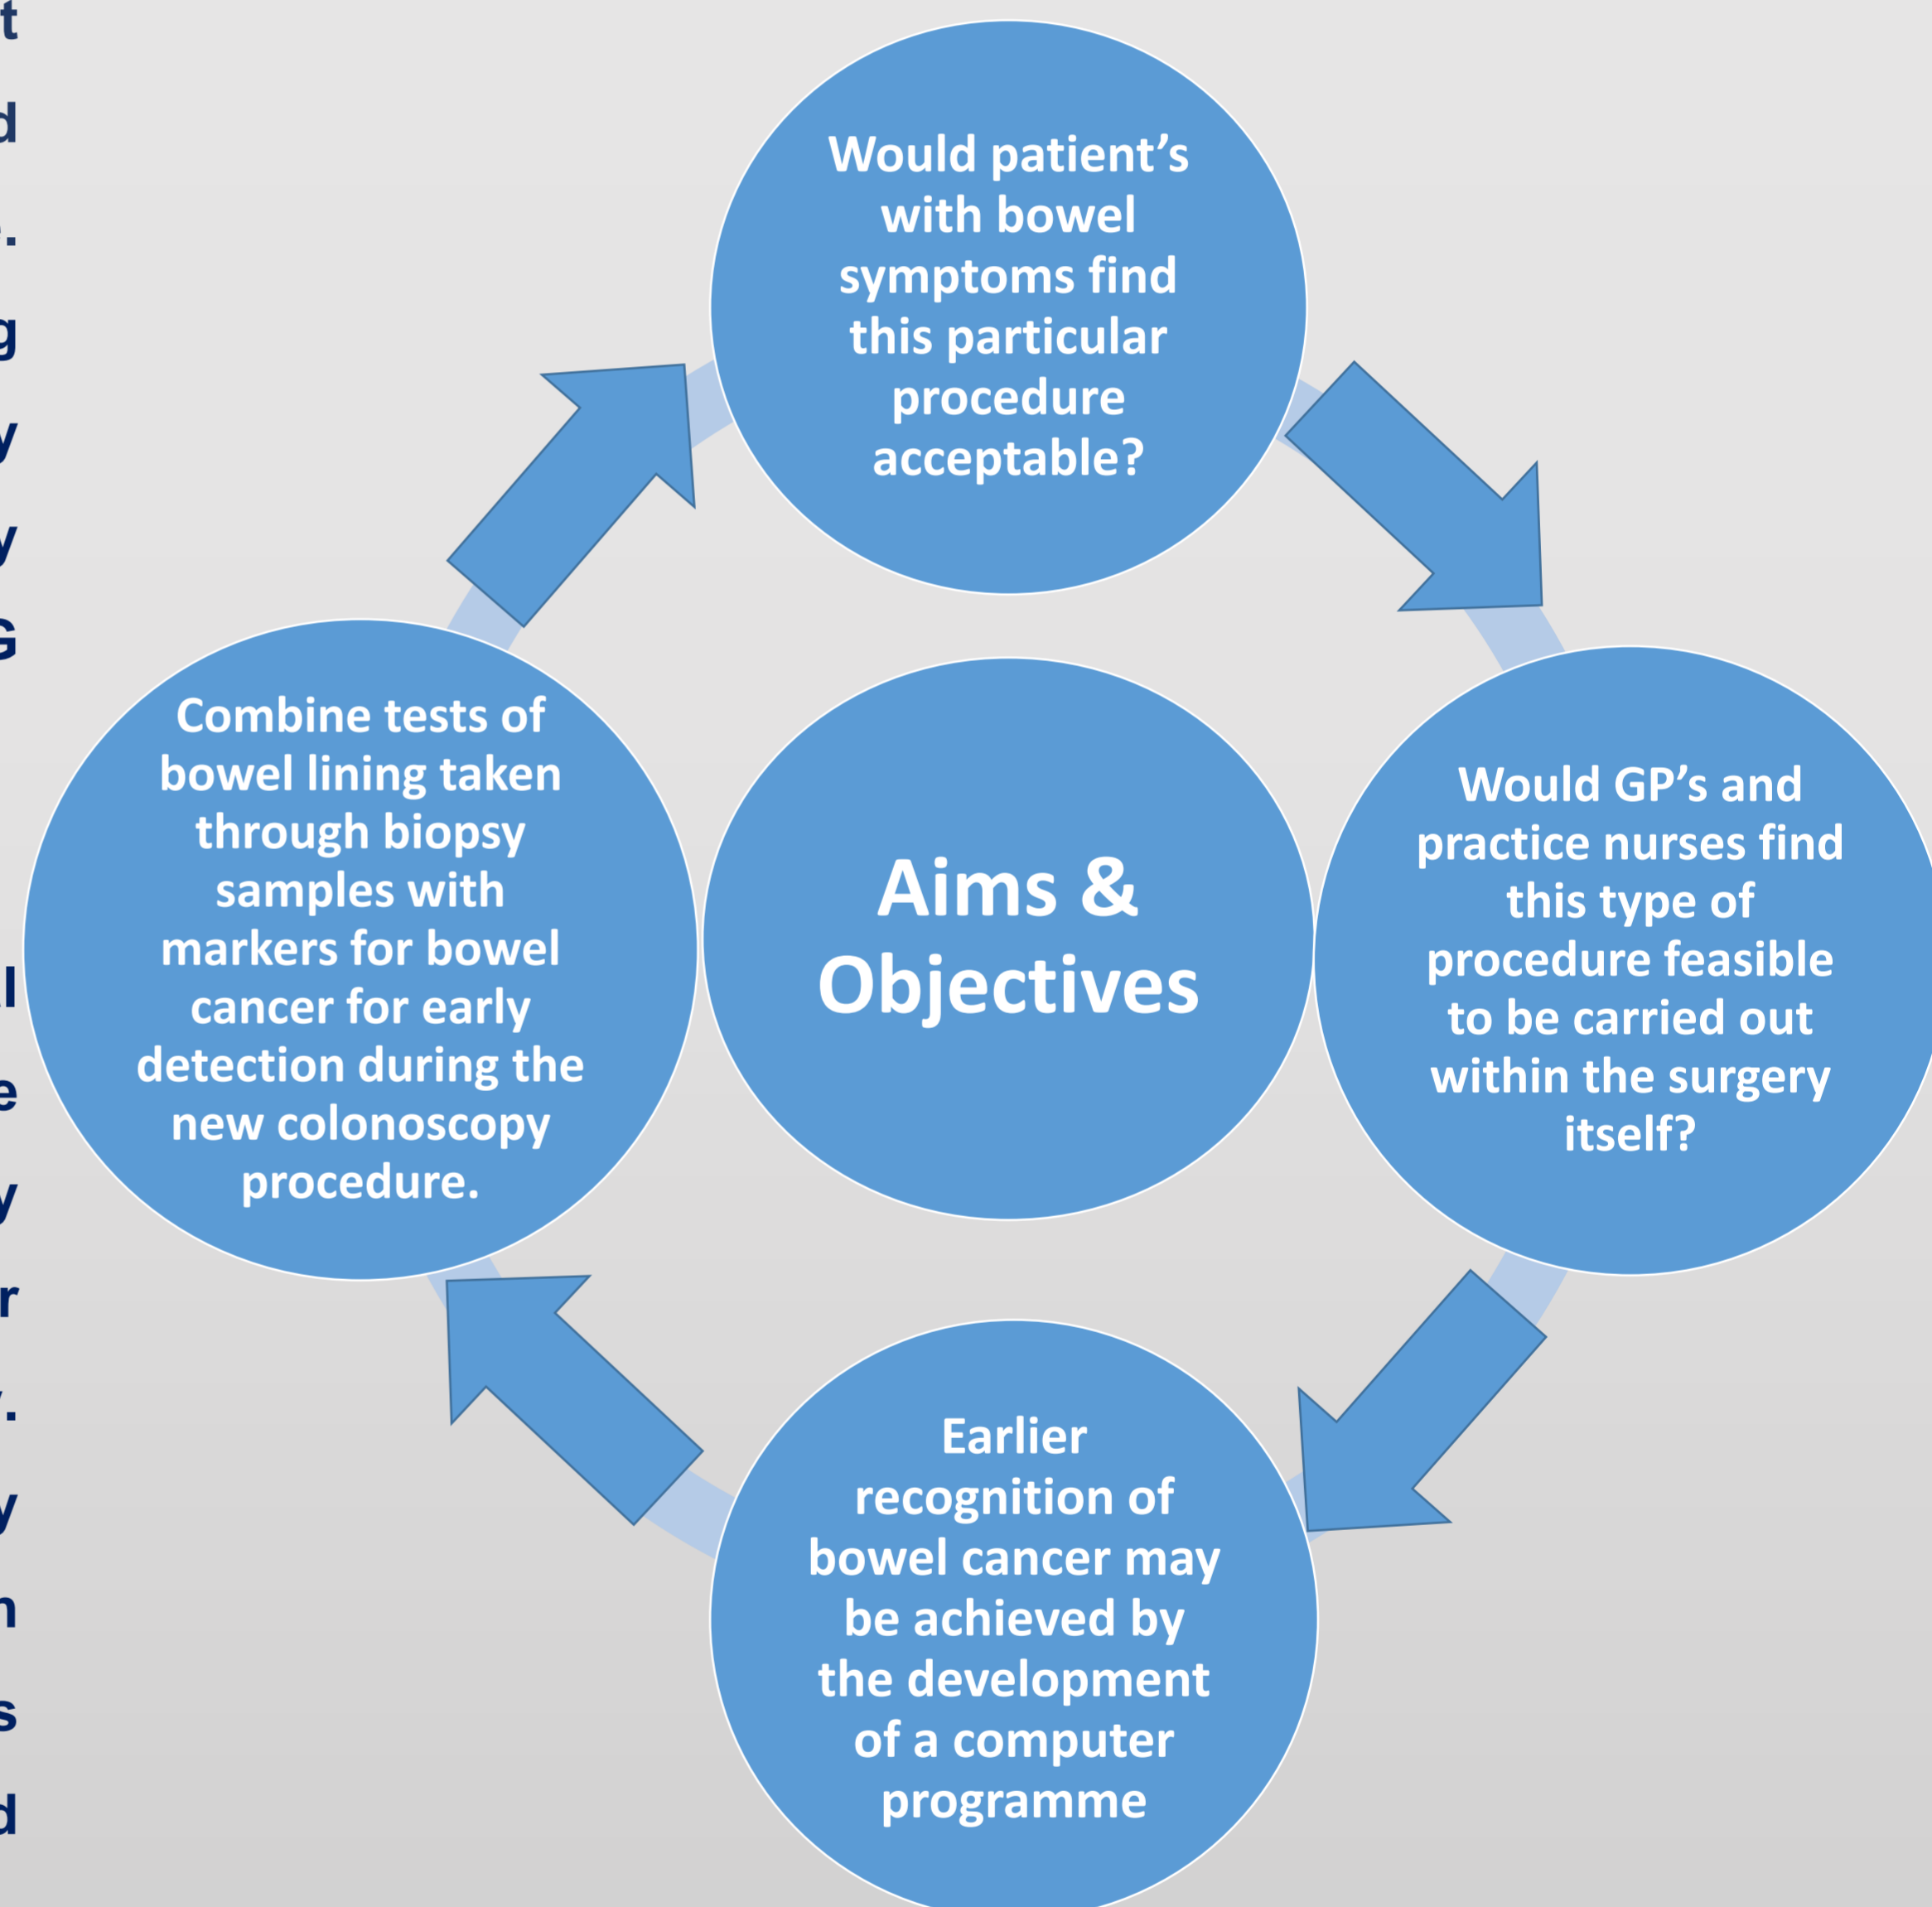 t
d
.
g
y
y
G
l
e
y
r
.
y
n
s
d
Would patient’s
with bowel
symptoms find
this particular
procedure
acceptable?
Would GP’s and
practice nurses find
this type of
procedure feasible
to be carried out
within the surgery
itself?
Earlier
recognition of
bowel cancer may
be achieved by
the development
of a computer
programme
Combine tests of
bowel lining taken
through biopsy
samples with
markers for bowel
cancer for early
detection during the
new colonoscopy
procedure.
Aims &
Objectives